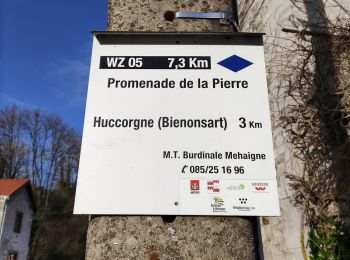 WZ 05 7,3 Km
Promenade de la Pierre
Huccorgne (Bienonsart) 3 Km
M.T. Burdinale Mehaigne
085/25 16 96